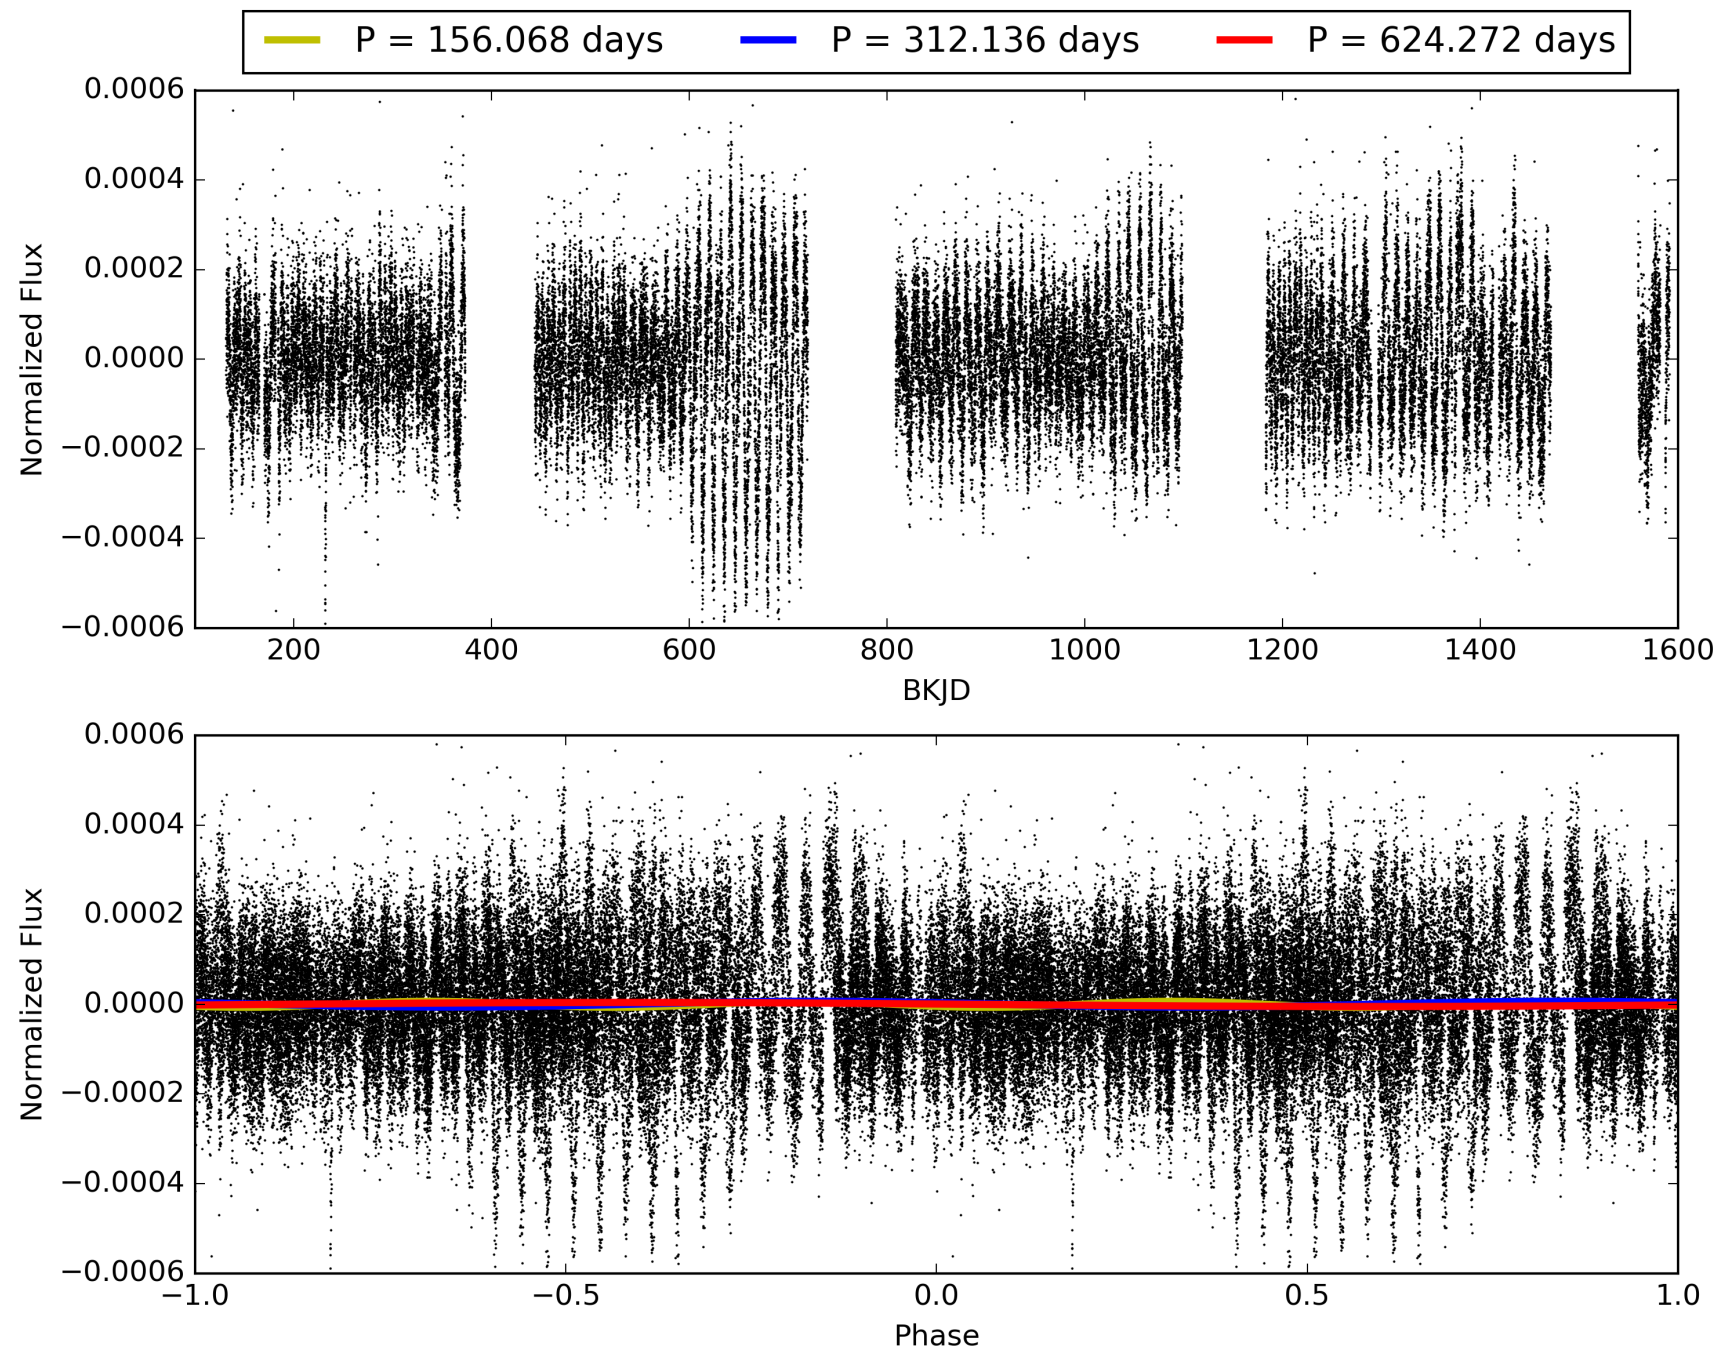 P = 156.068 days P = 312.136 days P = 624.272 days
0.0006
0.0004
0.0002
0.0000
−0.0002
−0.0004
−0.0006
Normalized Flux
200 400 600 800 1000 1200 1400 1600
BKJD
0.0006
0.0004
0.0002
0.0000
−0.0002
−0.0004
−0.0006
Normalized Flux
−1.0 −0.5 0.0 0.5 1.0
Phase